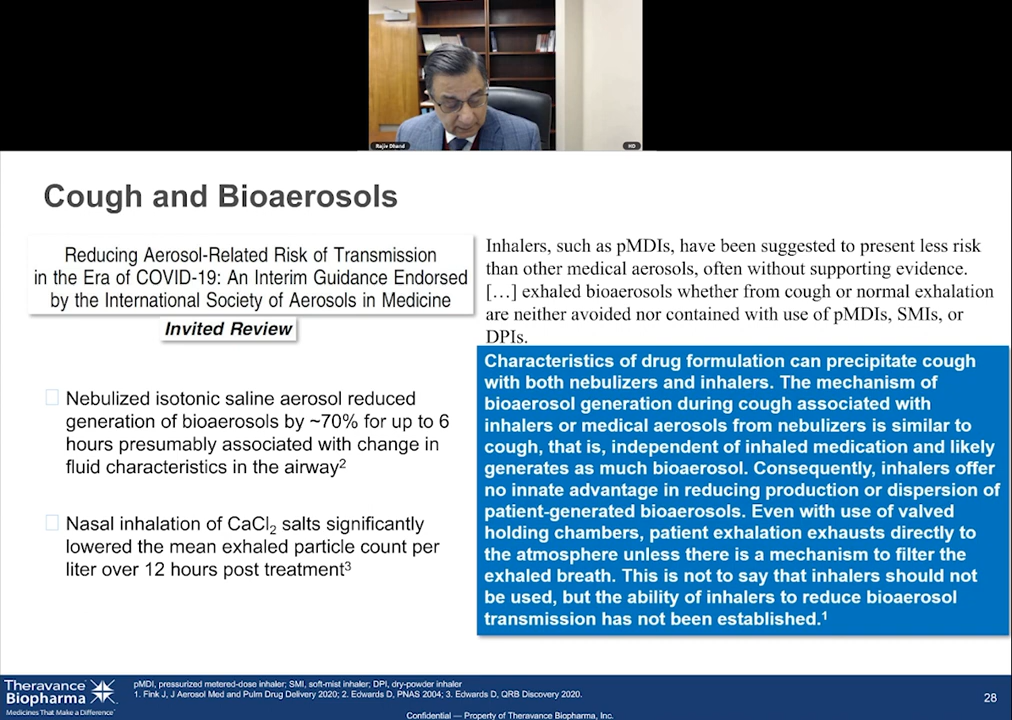 Rajiv Dhand
HD
Cough and Bioaerosols
Reducing Aerosol-Related Risk of Transmission
in the Era of COVID-19: An Interim Guidance Endorsed
by the International Society of Aerosols in Medicine
Invited Review
Nebulized isotonic saline aerosol reduced
generation of bioaerosols by ~70% for up to 6
hours presumably associated with change in
fluid characteristics in the airway2
Nasal inhalation of CaCl2 salts significantly
lowered the mean exhaled particle count per
liter over 12 hours post treatment3
Inhalers, such as pMDIs, have been suggested to present less risk
than other medical aerosols, often without supporting evidence.
[…] exhaled bioaerosols whether from cough or normal exhalation
are neither avoided nor contained with use of pMDIs, SMIs, or
DPIs.
Characteristics of drug formulation can precipitate cough
with both nebulizers and inhalers. The mechanism of
bioaerosol generation during cough associated with
inhalers or medical aerosols from nebulizers is similar to
cough, that is, independent of inhaled medication and likely
generates as much bioaerosol. Consequently, inhalers offer
no innate advantage in reducing production or dispersion of
patient-generated bioaerosols. Even with use of valved
holding chambers, patient exhalation exhausts directly to
the atmosphere unless there is a mechanism to filter the
exhaled breath. This is not to say that inhalers should not
be used, but the ability of inhalers to reduce bioaerosol
transmission has not been established.1
Theravance
Biopharma
Medicines That Make a Difference®
pMDI, pressurized metered-dose inhaler; SMI, soft-mist inhaler; DPI, dry-powder inhaler
1. Fink J, J Aerosol Med and Pulm Drug Delivery 2020; 2. Edwards D, PNAS 2004; 3. Edwards D, QRB Discovery 2020.
Confidential — Property of Theravance Biopharma, Inc.
28